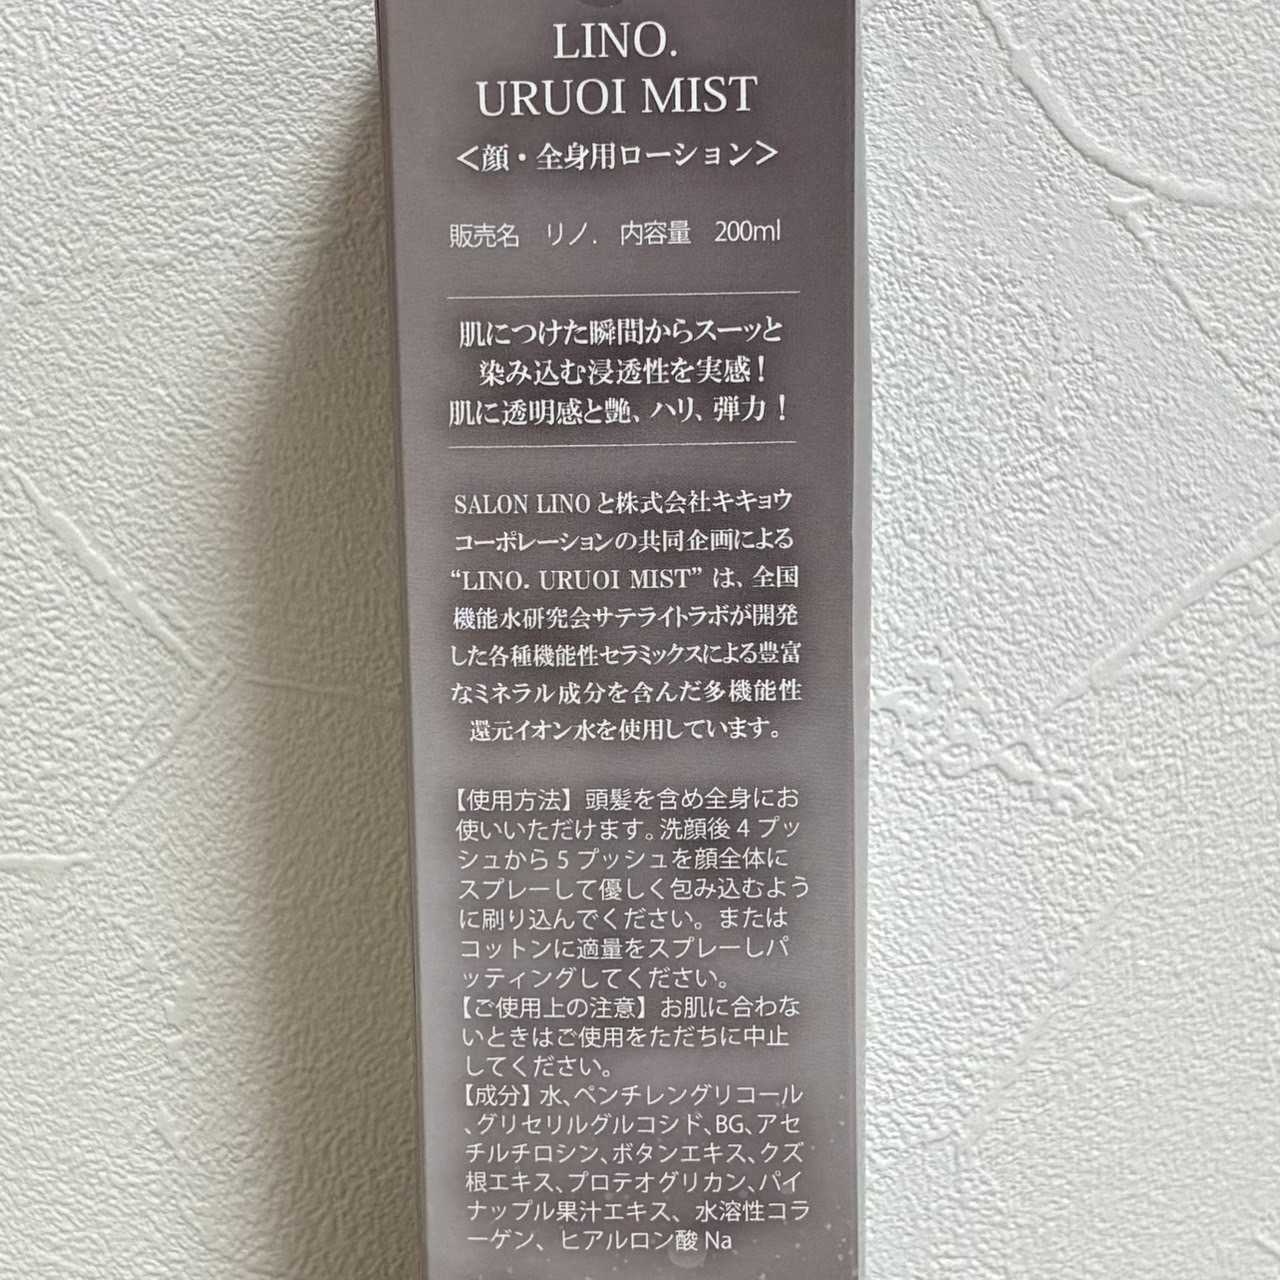 LINO.
URUOI MIST
＜顔・全身用ローション＞
販売名　リノ.　内容量　200ml
肌につけた瞬間からスーッと
染み込む浸透性を実感！
肌に透明感と艶、ハリ、弾力！
SALON LINO と株式会社キキョウ
コーポレーションの共同企画による
“LINO. URUOI MIST” は、全国
機能水研究会サテライトラボが開発
した各種機能性セラミックスによる豊富
なミネラル成分を含んだ多機能性
還元イオン水を使用しています。
【使用方法】頭髪を含め全身にお
使いいただけます。洗顔後 4 プッ
シュから 5 プッシュを顔全体に
スプレーして優しく包み込むよう
に刷り込んでください。または
コットンに適量をスプレーしパ
ッティングしてください。
【ご使用上の注意】お肌に合わな
いときはご使用をただちに中止
してください。
【成分】水、ペンチレングリコール
、グリセリルグルコシド、BG、アセ
チルチロシン、ボタンエキス、クズ
根エキス、プロテオグリカン、パイ
ナップル果汁エキス、水溶性コラ
ーゲン、ヒアルロン酸 Na